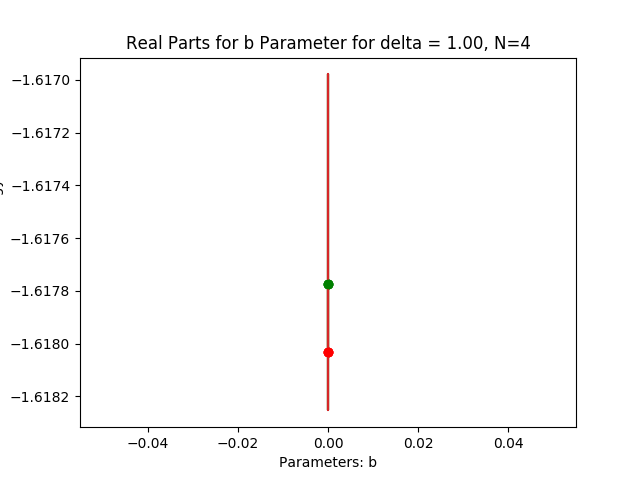 Real Parts for b Parameter for delta = 1.00, N=4
−1.6170
−1.6172
−1.6174
−1.6176
−1.6178
−1.6180
−1.6182
−0.04 −0.02 0.00 0.02 0.04
Parameters: b